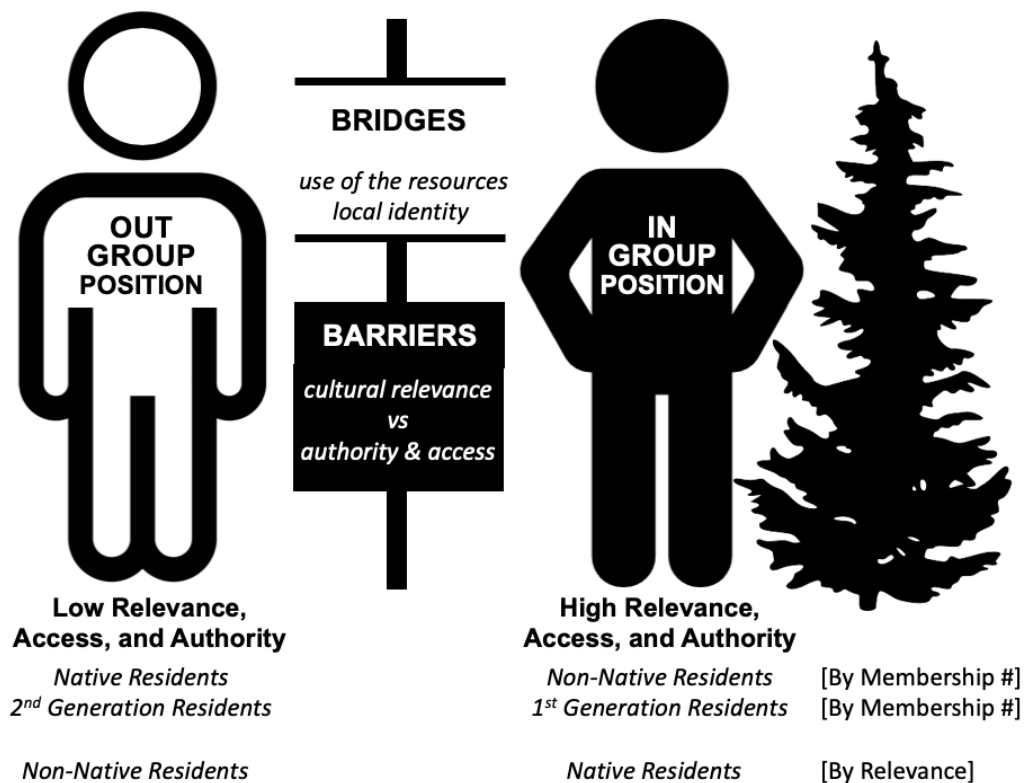 OUT
GROUP
POSITION
BRIDGES
use of the resources
local identity
BARRIERS
cultural relevance
vs
authority & access
IN
GROUP
POSITION
Low Relevance,
Access, and Authority
High Relevance,
Access, and Authority
Native Residents Non-Native Residents [By Membership #]
2nd Generation Residents 1st Generation Residents [By Membership #]
Non-Native Residents Native Residents [By Relevance]